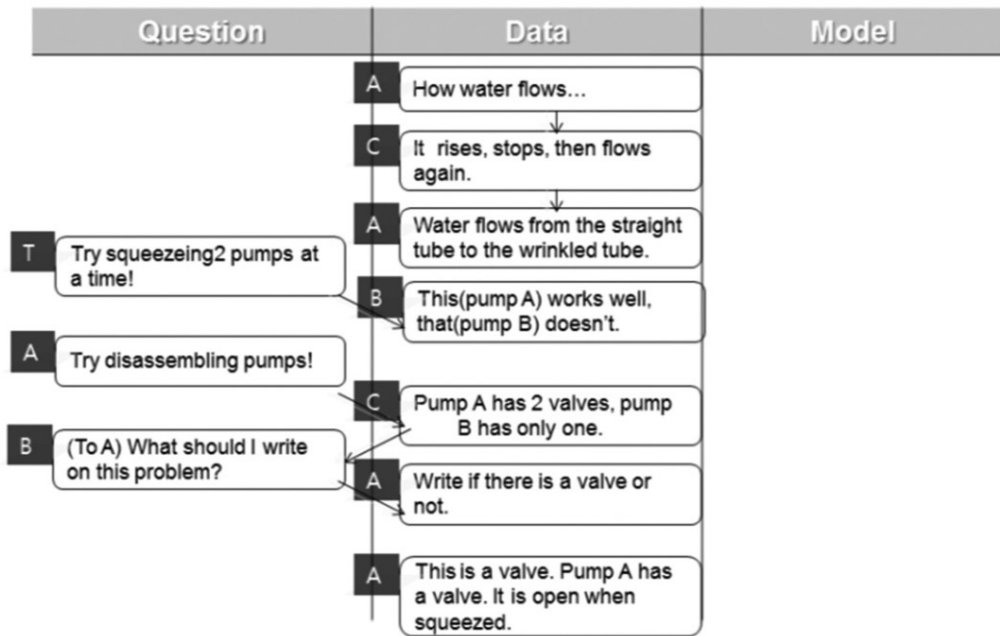 Question Data Model
A
How water flows...
C
It rises, stops, then flows
again.
A
Water flows from the straight
tube to the wrinkled tube.
T
Try squeezeing2 pumps at
a time!
B
This(pump A) works well,
that(pump B) doesn't.
A
Try disassembling pumps!
C
Pump A has 2 valves, pump
B has only one.
B
(To A) What should I write
on this problem?
A
Write if there is a valve or
not.
A
This is a valve. Pump A has
a valve. It is open when
squeezed.